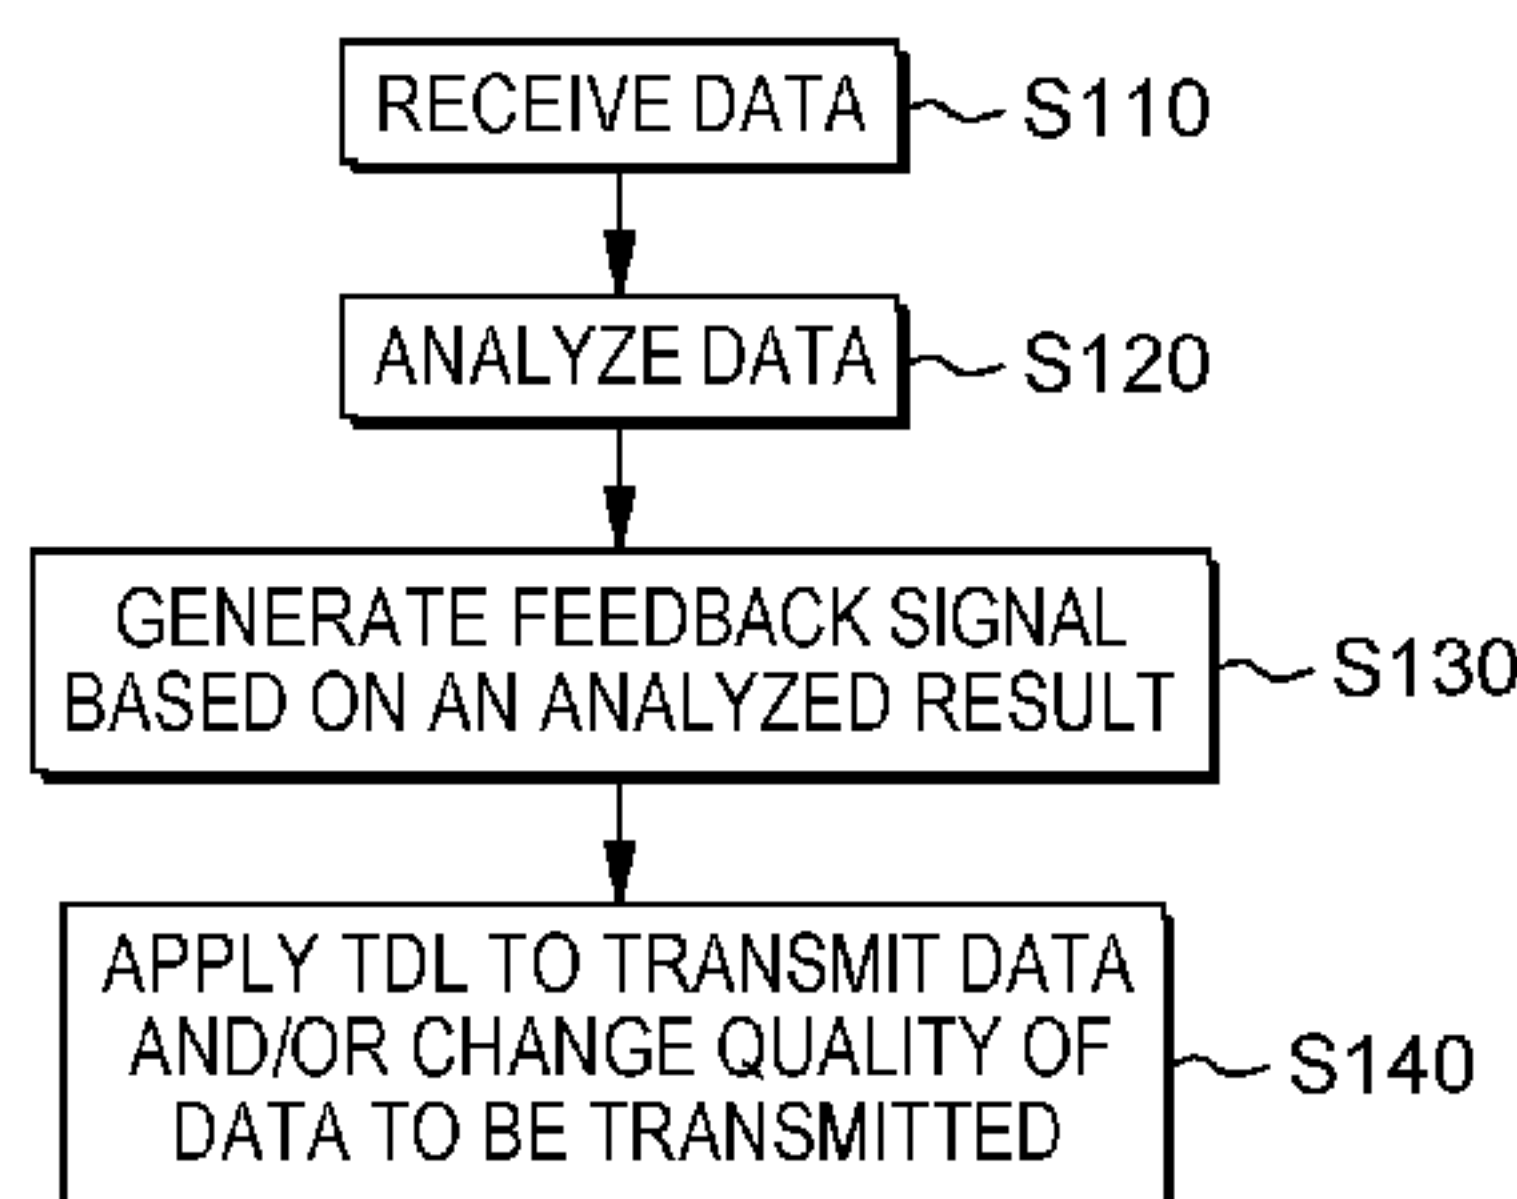 RECEIVE DATA
S110
ANALYZE DATA
S120
GENERATE FEEDBACK SIGNAL
BASED ON AN ANALYZED RESULT
S130
APPLY TDL TO TRANSMIT DATA
AND/OR CHANGE QUALITY OF
DATA TO BE TRANSMITTED
S140